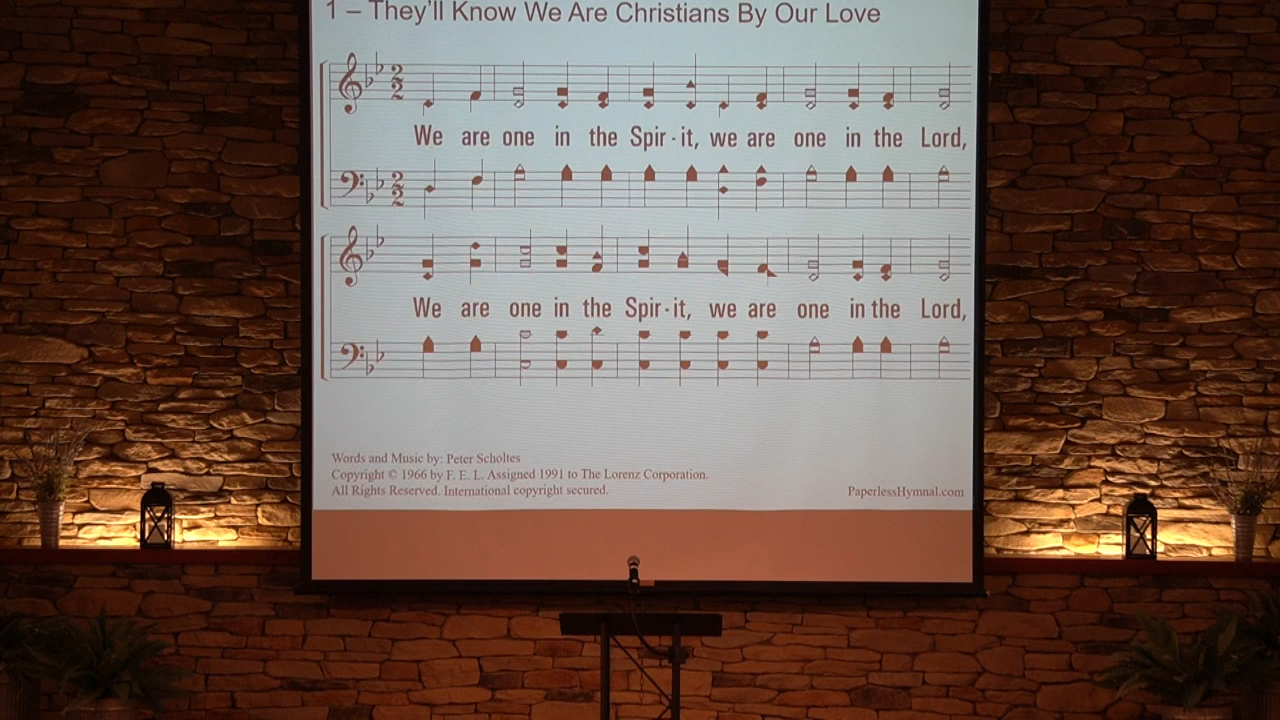 1 – They'll Know We Are Christians By Our Love
We are one in the Spir - it, we are one in the Lord,
We are one in the Spir - it, we are one in the Lord,
Words and Music by: Peter Scholtes
Copyright © 1966 by F. E. L. Assigned 1991 to The Lorenz Corporation.
All Rights Reserved. International copyright secured.
PaperlessHymnal.com